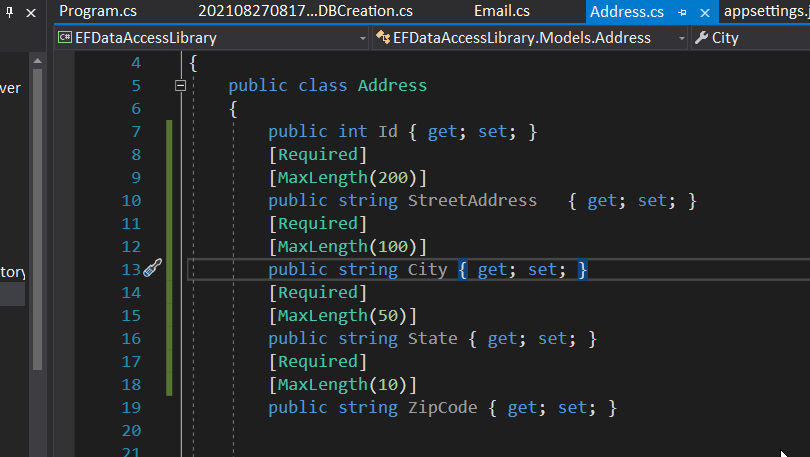 Program.cs 202108270817...DBCreation.cs Email.cs Address.cs appsettings.j
C# EFDataAccessLibrary EFDataAccessLibrary.Models.Address City
4 {
ver 5 public class Address
6 {
7 public int Id { get; set; }
8 [Required]
9 [MaxLength(200)]
10 public string StreetAddress { get; set; }
11 [Required]
12 [MaxLength(100)]
tory 13 public string City { get; set; }
14 [Required]
15 [MaxLength(50)]
16 public string State { get; set; }
17 [Required]
18 [MaxLength(10)]
19 public string ZipCode { get; set; }
20
21